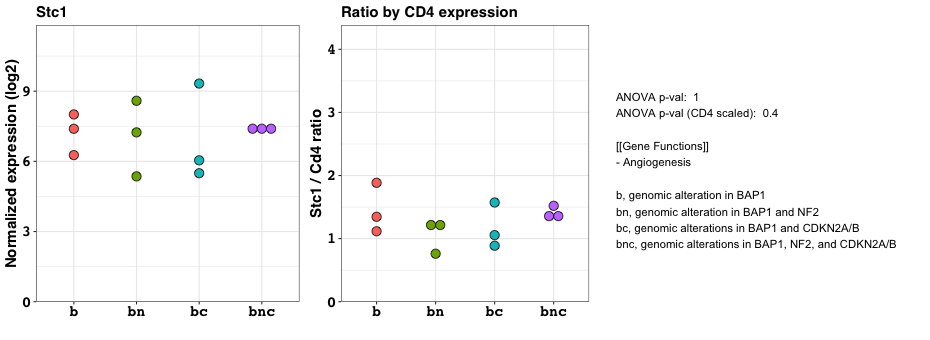 Stc1
Normalized expression (log2)
9
6
3
0
b bn bc bnc
Ratio by CD4 expression
Stc1 / Cd4 ratio
4
3
2
1
0
b bn bc bnc
ANOVA p-val: 1
ANOVA p-val (CD4 scaled): 0.4
[[Gene Functions]]
- Angiogenesis
b, genomic alteration in BAP1
bn, genomic alteration in BAP1 and NF2
bc, genomic alterations in BAP1 and CDKN2A/B
bnc, genomic alterations in BAP1, NF2, and CDKN2A/B